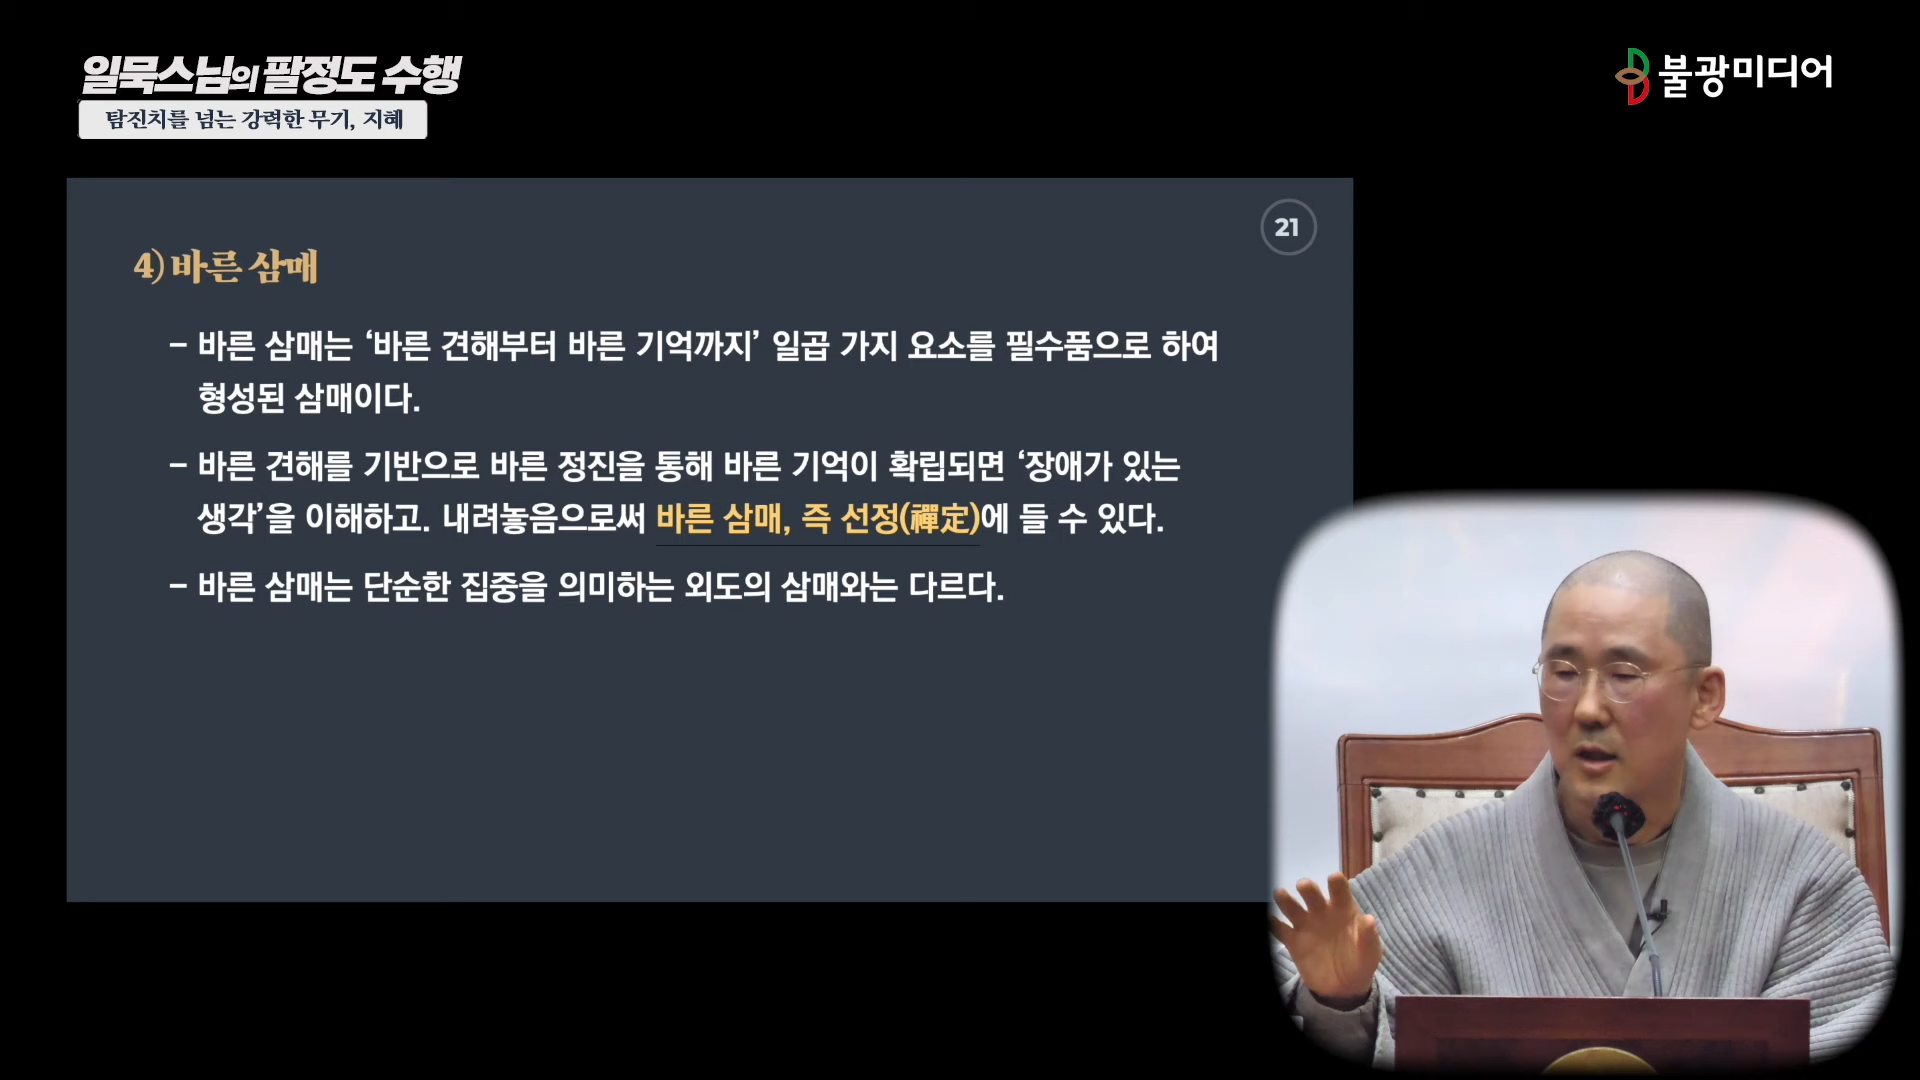 일묵스님의 팔정도 수행
탐진치를 넘는 강력한 무기, 지혜
불광미디어
21
4) 바른 삼매
– 바른 삼매는 ‘바른 견해부터 바른 기억까지’ 일곱 가지 요소를 필수품으로 하여
형성된 삼매이다.
– 바른 견해를 기반으로 바른 정진을 통해 바른 기억이 확립되면 ‘장애가 있는
생각’을 이해하고. 내려놓음으로써 바른 삼매, 즉 선정(禪定)에 들 수 있다.
– 바른 삼매는 단순한 집중을 의미하는 외도의 삼매와는 다르다.